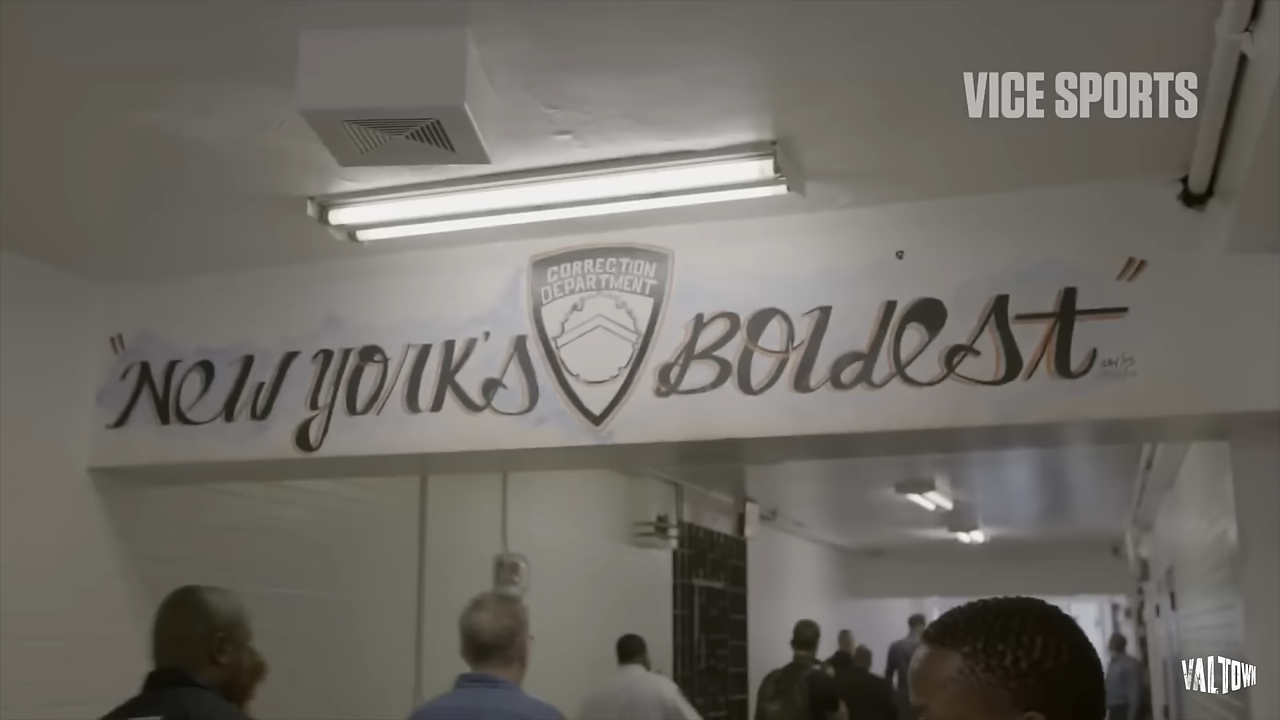 VICE SPORTS
CORRECTION
DEPARTMENT
"NEW YORK'S BOLDEST"
VALTOWN